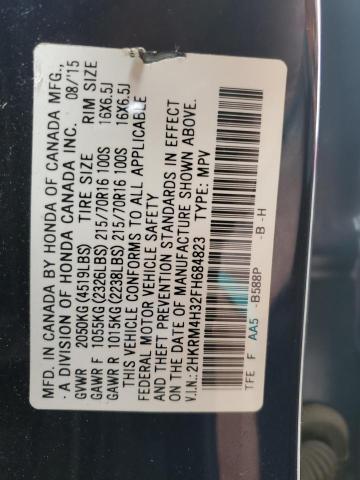 MFD. IN CANADA BY HONDA OF CANADA MFG.,
· A DIVISION OF HONDA CANADA INC. 08/'15
GVWR 2050KG(4519LBS) TIRE SIZE RIM SIZE
GAWR F 1055KG(2326LBS) 215/70R16 100S 16X6.5J
GAWR R 1015KG(2238LBS) 215/70R16 100S 16X6.5J
THIS VEHICLE CONFORMS TO ALL APPLICABLE
FEDERAL MOTOR VEHICLE SAFETY
AND THEFT PREVENTION STANDARDS IN EFFECT
ON THE DATE OF MANUFACTURE SHOWN ABOVE.
V.I.N.: 2HKRM4H32FH684823 TYPE: MPV
TFE F AA5 -B588P -B -H